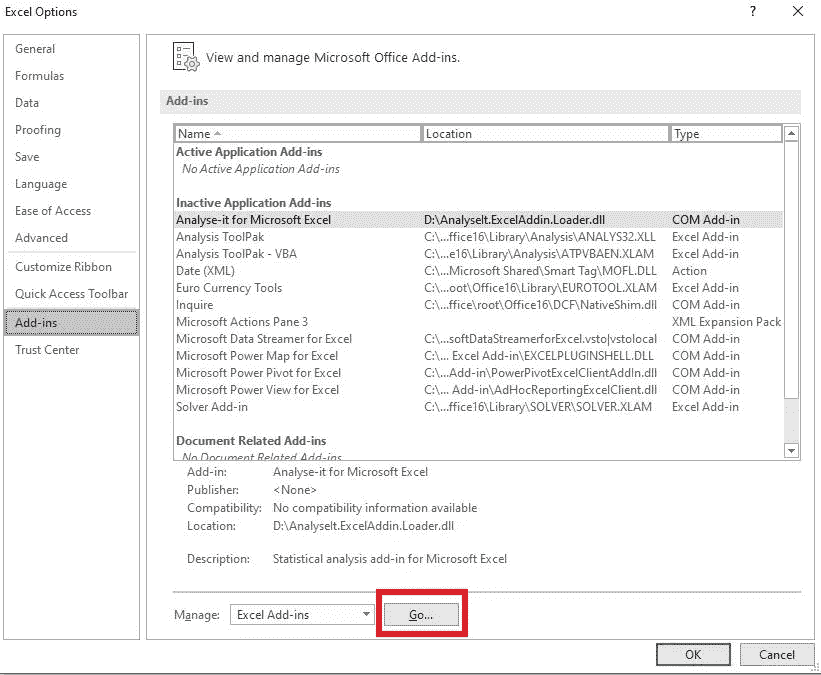 Excel Options ?
General
Formulas
Data
Proofing
Save
Language
Ease of Access
Advanced
Customize Ribbon
Quick Access Toolbar
Add-ins
Trust Center
View and manage Microsoft Office Add-ins.
Add-ins
Name Location Type
Active Application Add-ins
No Active Application Add-ins
Inactive Application Add-ins
Analyse-it for Microsoft Excel D:\AnalyseIt.ExcelAddin.Loader.dll COM Add-in
Analysis ToolPak C:\...ffice16\Library\Analysis\ANALYS32.XLL Excel Add-in
Analysis ToolPak - VBA C:\...e16\Library\Analysis\ATPVBAEN.XLAM Excel Add-in
Date (XML) C:\...Microsoft Shared\Smart Tag\MOFL.DLL Action
Euro Currency Tools C:\...oot\Office16\Library\EUROTOOL.XLAM Excel Add-in
Inquire C:\...ffice\root\Office16\DCF\NativeShim.dll COM Add-in
Microsoft Actions Pane 3 XML Expansion Pack
Microsoft Data Streamer for Excel C:\...softDataStreamerforExcel.vsto|vstolocal COM Add-in
Microsoft Power Map for Excel C:\... Excel Add-in\EXCELPLUGINSHELL.DLL COM Add-in
Microsoft Power Pivot for Excel C:\...Add-in\PowerPivotExcelClientAddIn.dll COM Add-in
Microsoft Power View for Excel C:\... Add-in\AdHocReportingExcelClient.dll COM Add-in
Solver Add-in C:\...ffice16\Library\SOLVER\SOLVER.XLAM Excel Add-in
Document Related Add-ins
No Document Related Add-ins
Add-in: Analyse-it for Microsoft Excel
Publisher: <None>
Compatibility: No compatibility information available
Location: D:\AnalyseIt.ExcelAddin.Loader.dll
Description: Statistical analysis add-in for Microsoft Excel
Manage: Excel Add-ins Go...
OK Cancel